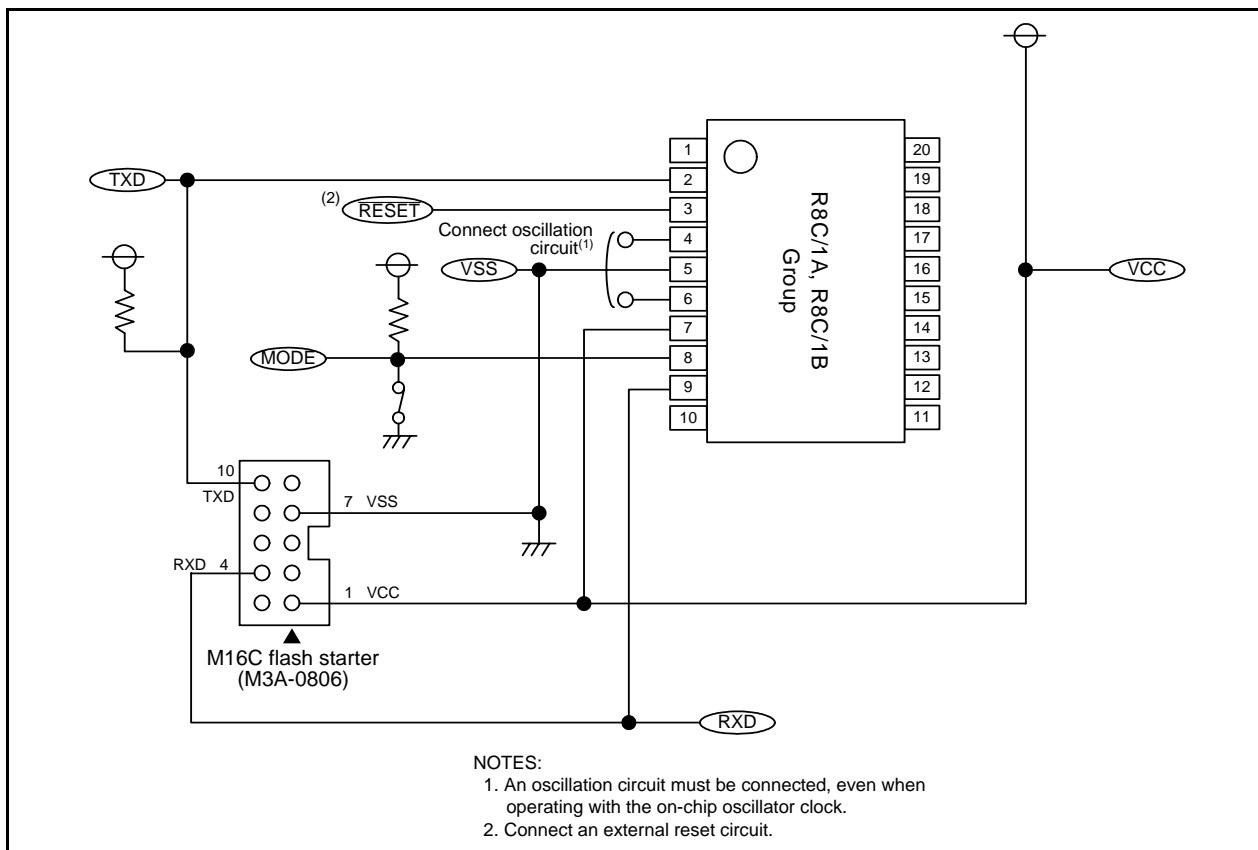 1
2
3
4
5
6
7
8
9
10
20
19
18
17
16
15
14
13
12
11
R8C/1A, R8C/1B
Group
TXD
(2)
RESET
Connect oscillation
circuit(1)
VSS
VCC
MODE
10
TXD
7 VSS
RXD 4
1 VCC
M16C flash starter
(M3A-0806)
RXD
NOTES:
1. An oscillation circuit must be connected, even when
operating with the on-chip oscillator clock.
2. Connect an external reset circuit.